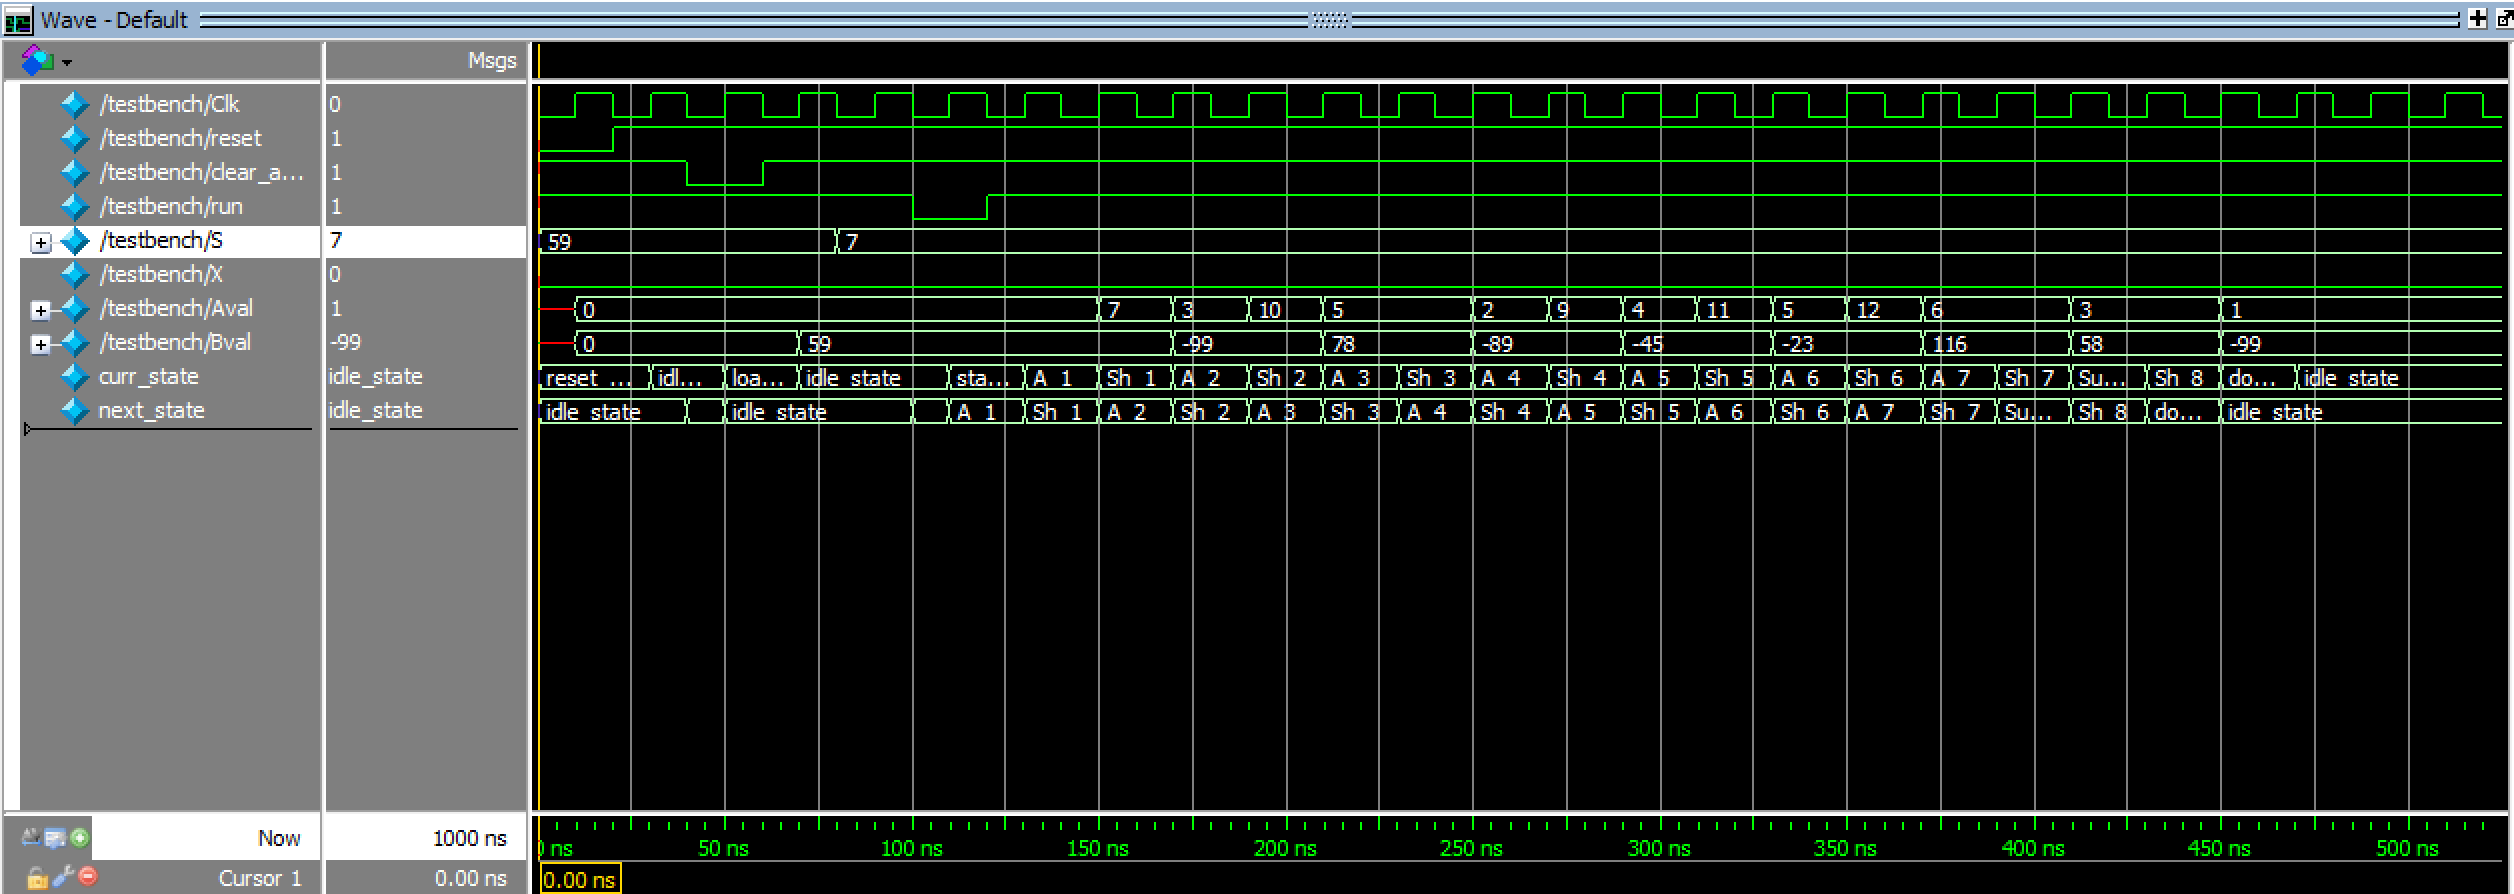 Wave - Default
Msgs
/testbench/Clk 0
/testbench/reset 1
/testbench/clear_a... 1
/testbench/run 1
/testbench/S 7 59 7
/testbench/X 0
/testbench/Aval 1 0 7 3 10 5 2 9 4 11 5 12 6 3 1
/testbench/Bval -99 0 59 -99 78 -89 -45 -23 116 58 -99
curr_state idle_state reset ... idl... loa... idle state sta... A 1 Sh 1 A 2 Sh 2 A 3 Sh 3 A 4 Sh 4 A 5 Sh 5 A 6 Sh 6 A 7 Sh 7 Su... Sh 8 do... idle state
next_state idle_state idle state idle state A 1 Sh 1 A 2 Sh 2 A 3 Sh 3 A 4 Sh 4 A 5 Sh 5 A 6 Sh 6 A 7 Sh 7 Su... Sh 8 do... idle state
Now 1000 ns 0 ns 50 ns 100 ns 150 ns 200 ns 250 ns 300 ns 350 ns 400 ns 450 ns 500 ns
Cursor 1 0.00 ns 0.00 ns